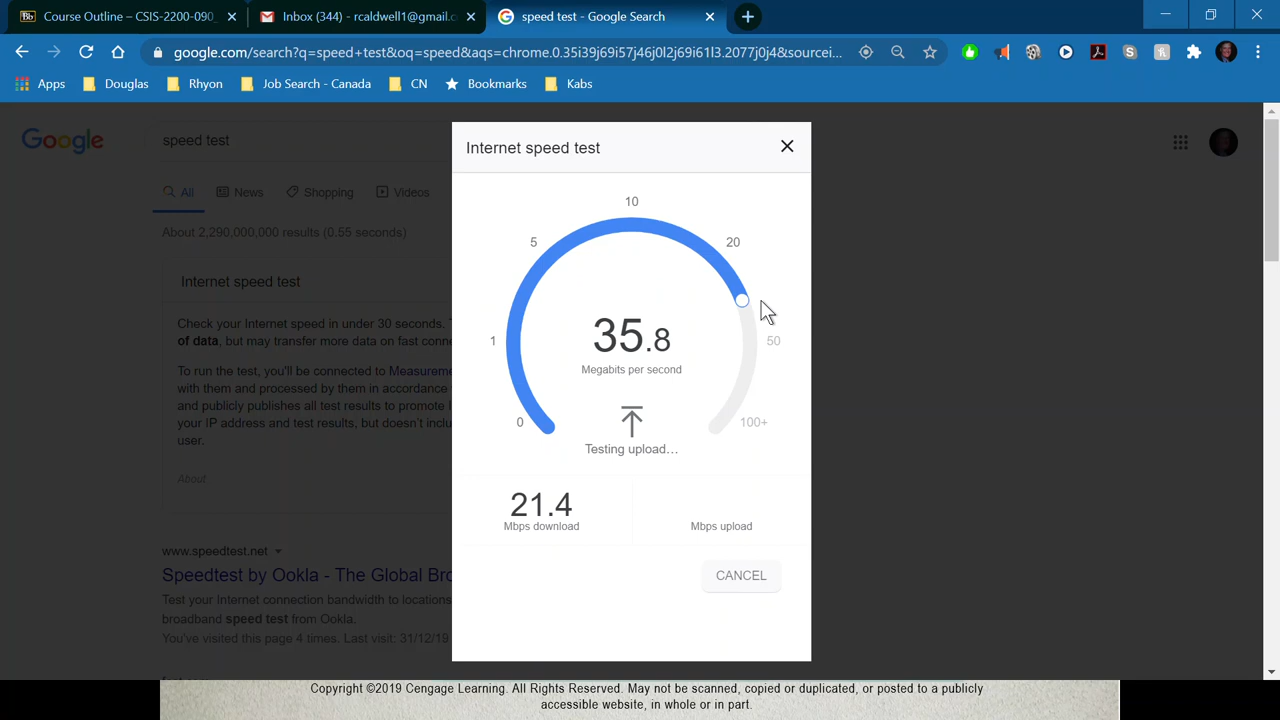 Course Outline – CSIS-2200-090_
Inbox (344) - rcaldwell1@gmail.c
speed test - Google Search
google.com/search?q=speed+test&oq=speed&aqs=chrome.0.35i39j69i57j46j0l2j69i61l3.2077j0j4&sourcei...
Apps
Douglas
Rhyon
Job Search - Canada
CN
Bookmarks
Kabs
Google
speed test
All
News
Shopping
Videos
About 2,290,000,000 results (0.55 seconds)
Internet speed test
Check your Internet speed in under 30 seconds. T
of data, but may transfer more data on fast conne
To run the test, you'll be connected to Measureme
with them and processed by them in accordance
and publicly publishes all test results to promote I
your IP address and test results, but doesn't inclu
user.
About
www.speedtest.net
Speedtest by Ookla - The Global Bro
Test your Internet connection bandwidth to locations
broadband speed test from Ookla.
You've visited this page 4 times. Last visit: 31/12/19
Internet speed test
10
5
20
1
50
0
100+
35.8
Megabits per second
Testing upload...
21.4
Mbps download
Mbps upload
CANCEL
Copyright ©2019 Cengage Learning. All Rights Reserved. May not be scanned, copied or duplicated, or posted to a publicly
accessible website, in whole or in part.